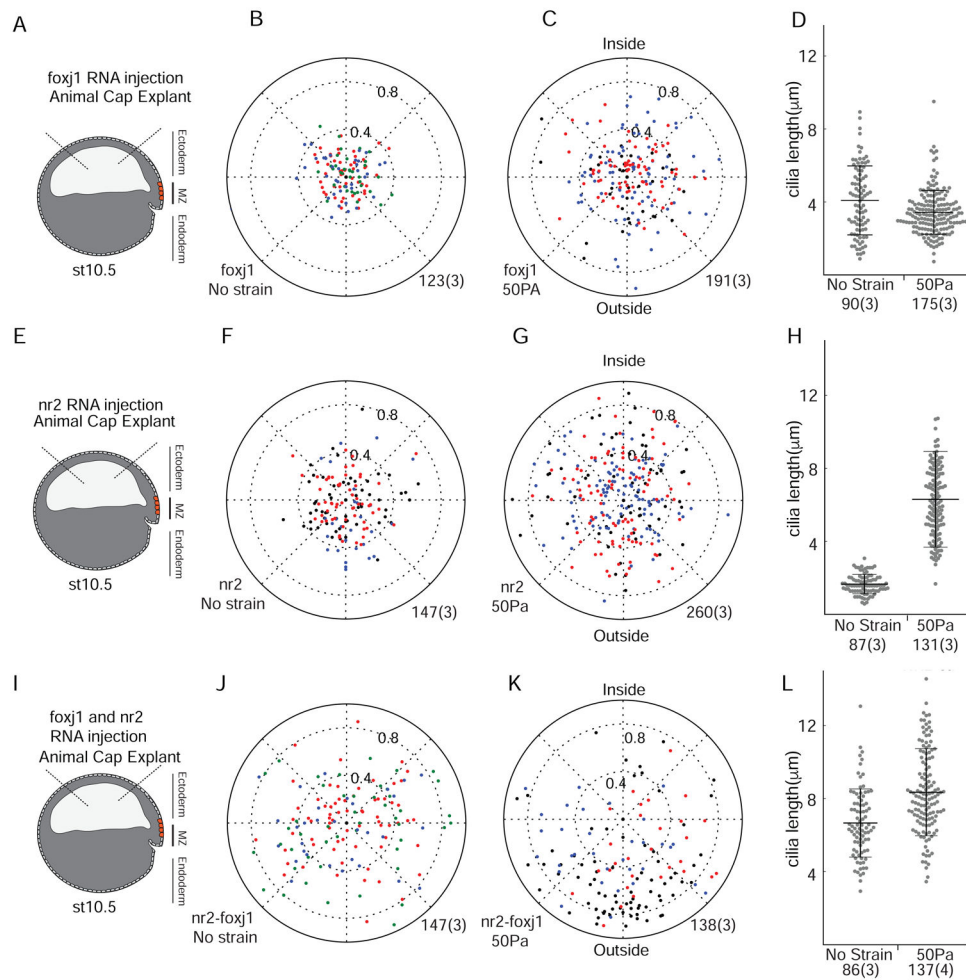 A
foxj1 RNA injection
Animal Cap Explant
Ectoderm
MZ
Endoderm
st10.5
B
0.8
0.4
foxj1
No strain
123(3)
C
Inside
0.8
0.4
foxj1
50PA
191(3)
Outside
D
cilia length(μm)
12
8
4
No Strain
50Pa
90(3)
175(3)
E
nr2 RNA injection
Animal Cap Explant
Ectoderm
MZ
Endoderm
st10.5
F
0.8
0.4
nr2
No strain
147(3)
G
Inside
0.8
0.4
nr2
50Pa
260(3)
Outside
H
cilia length(μm)
12
8
4
No Strain
50Pa
87(3)
131(3)
I
foxj1 and nr2
RNA injection
Animal Cap Explant
Ectoderm
MZ
Endoderm
st10.5
J
0.8
0.4
nr2-foxj1
No strain
147(3)
K
Inside
0.8
0.4
nr2-foxj1
50Pa
138(3)
Outside
L
cilia length(μm)
12
8
4
No Strain
50Pa
86(3)
137(4)